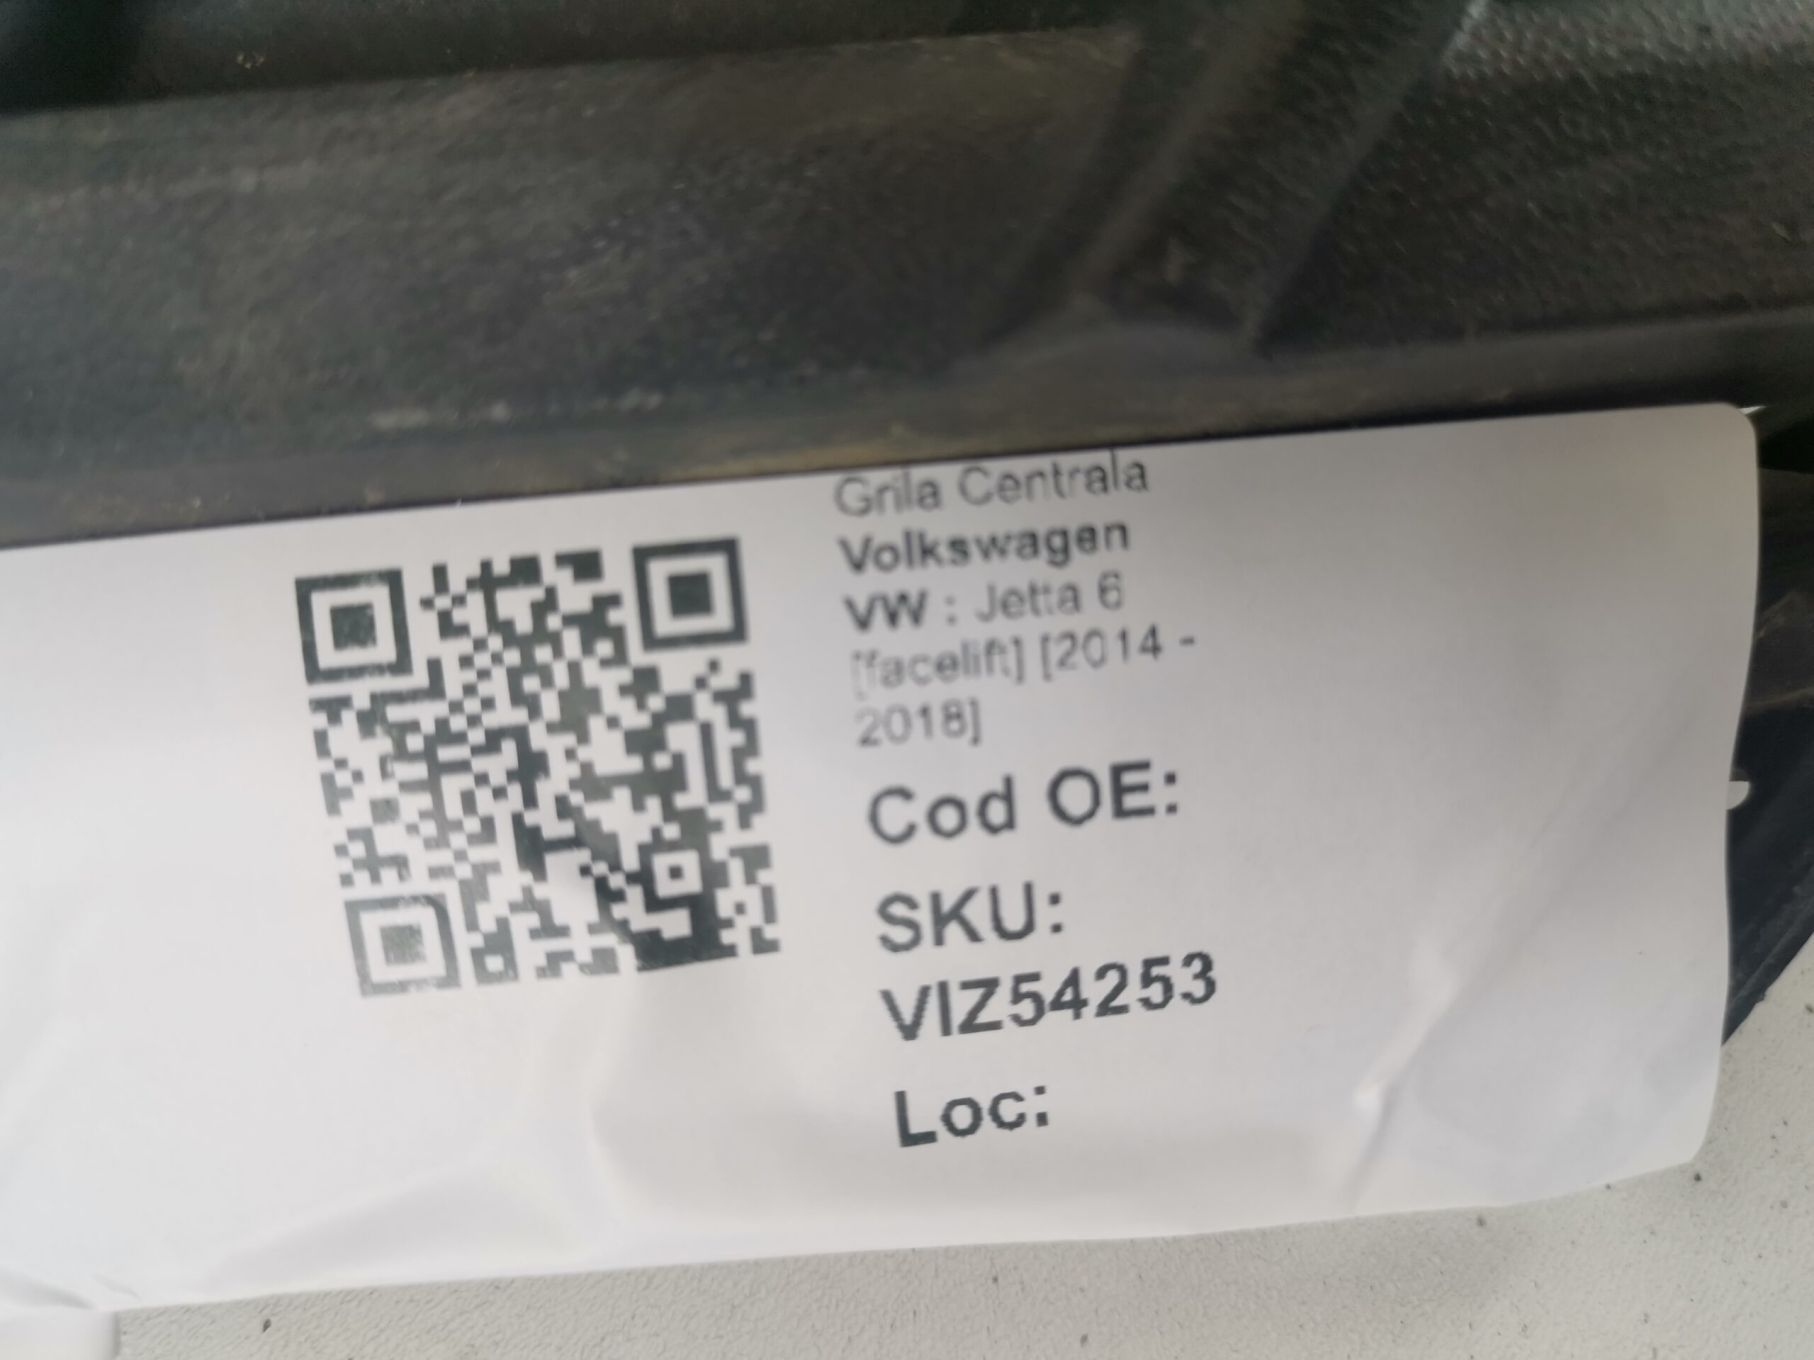 Grila Centrala
Volkswagen
VW : Jetta 6
[facelift] [2014 -
2018]
Cod OE:
SKU:
VIZ54253
Loc: